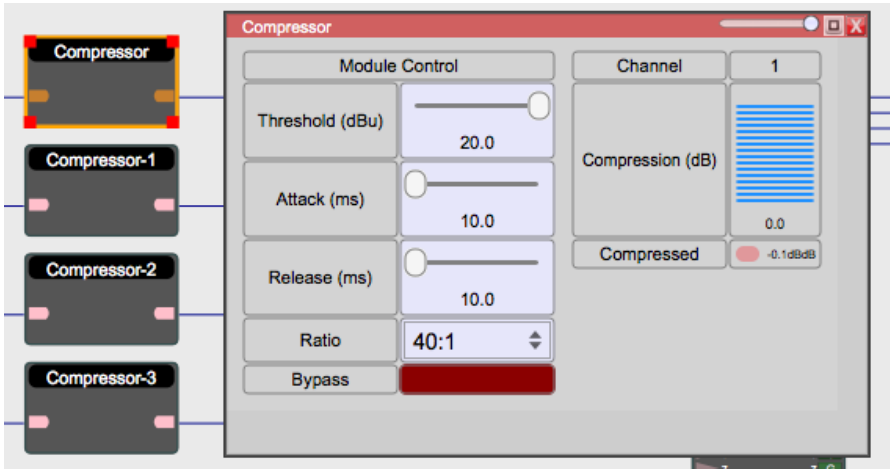 Compressor
Compressor-1
Compressor-2
Compressor-3
Compressor
X
Module Control
Threshold (dBu)
20.0
Attack (ms)
10.0
Release (ms)
10.0
Ratio
40:1
Bypass
Channel
1
Compression (dB)
0.0
Compressed
-0.1dBdB